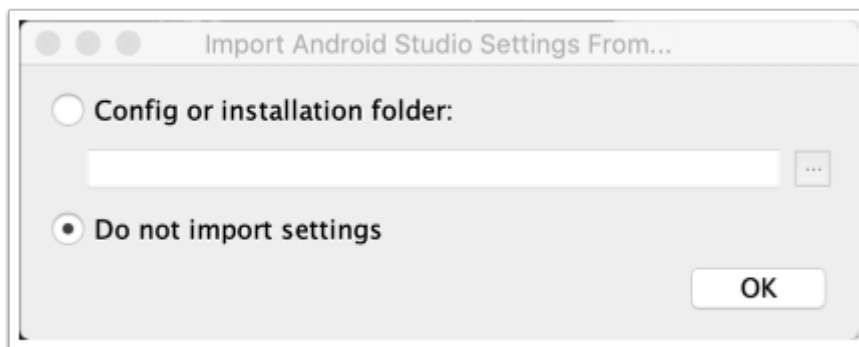 Import Android Studio Settings From...
Config or installation folder:
...
Do not import settings
OK